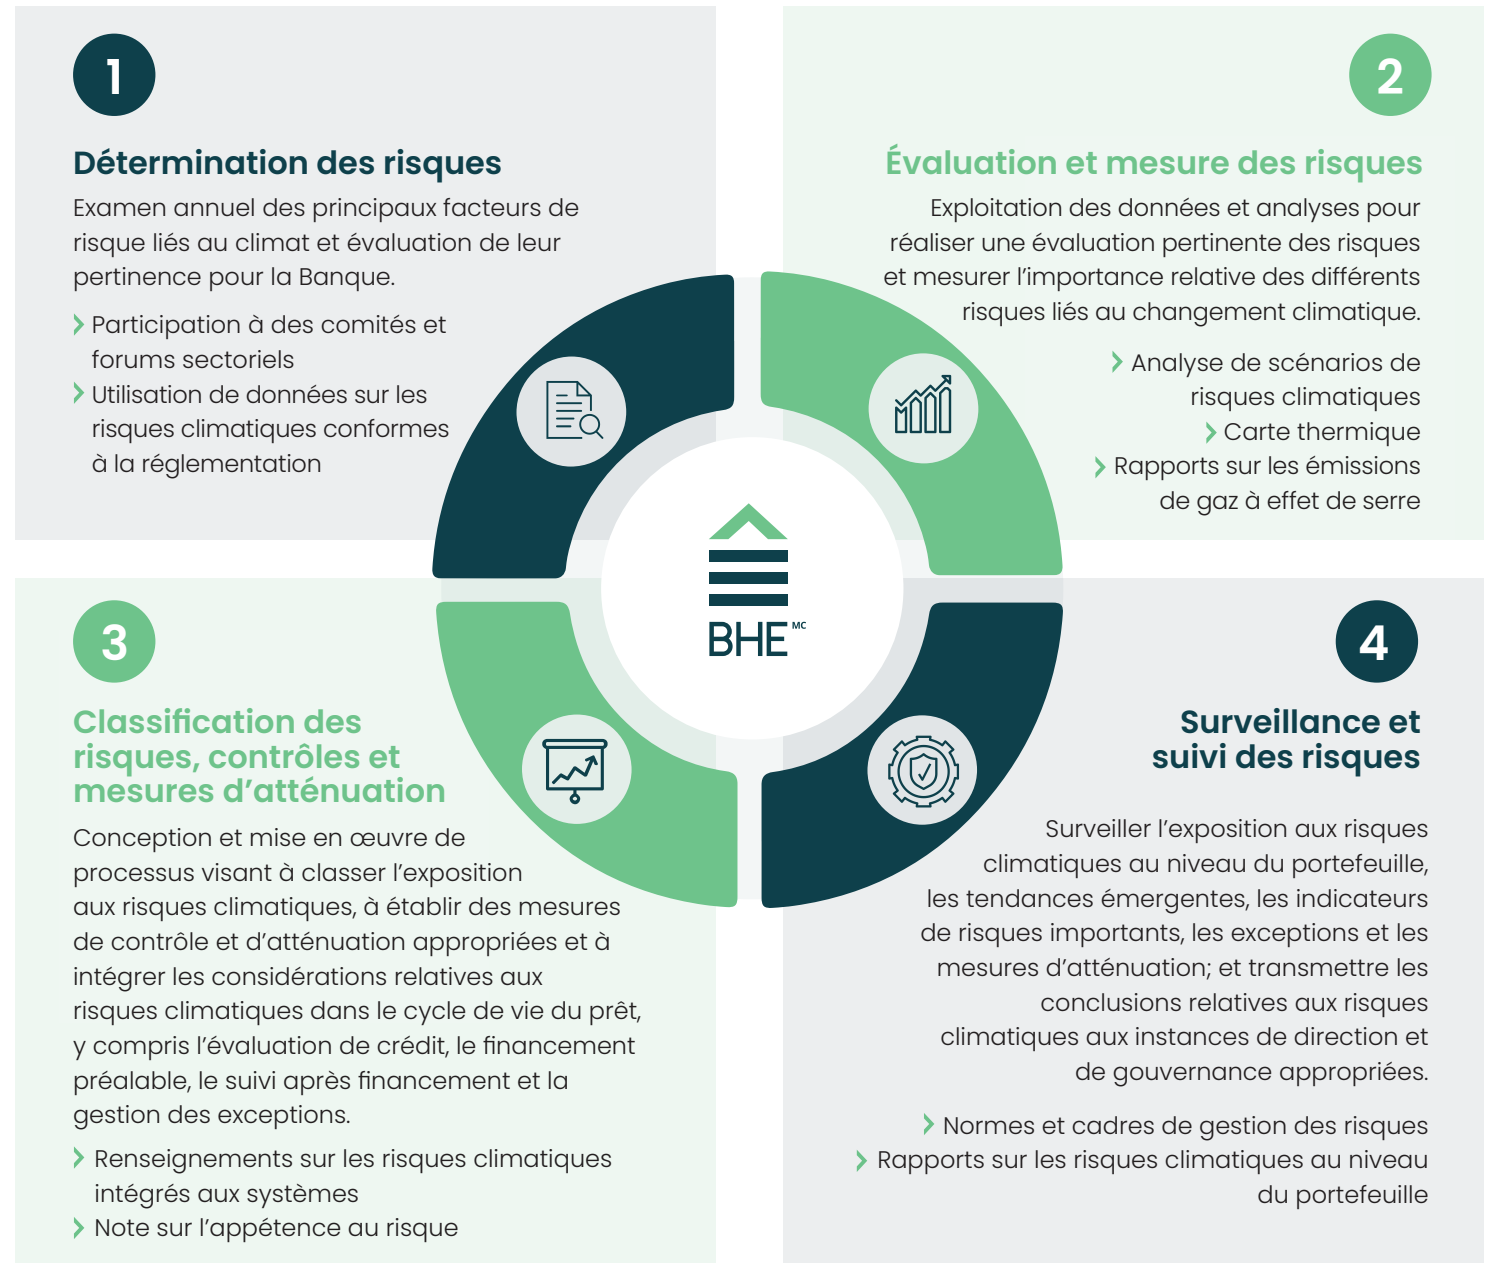 1
Détermination des risques
Examen annuel des principaux facteurs de
risque liés au climat et évaluation de leur
pertinence pour la Banque.
Participation à des comités et
forums sectoriels
Utilisation de données sur les
risques climatiques conformes
à la réglementation
2
Évaluation et mesure des risques
Exploitation des données et analyses pour
réaliser une évaluation pertinente des risques
et mesurer l’importance relative des différents
risques liés au changement climatique.
Analyse de scénarios de
risques climatiques
Carte thermique
Rapports sur les émissions
de gaz à effet de serre
BHE MC
3
Classification des
risques, contrôles et
mesures d’atténuation
Conception et mise en œuvre de
processus visant à classer l’exposition
aux risques climatiques, à établir des mesures
de contrôle et d’atténuation appropriées et à
intégrer les considérations relatives aux
risques climatiques dans le cycle de vie du prêt,
y compris l’évaluation de crédit, le financement
préalable, le suivi après financement et la
gestion des exceptions.
Renseignements sur les risques climatiques
intégrés aux systèmes
Note sur l’appétence au risque
4
Surveillance et
suivi des risques
Surveiller l’exposition aux risques
climatiques au niveau du portefeuille,
les tendances émergentes, les indicateurs
de risques importants, les exceptions et les
mesures d’atténuation; et transmettre les
conclusions relatives aux risques
climatiques aux instances de direction et
de gouvernance appropriées.
Normes et cadres de gestion des risques
Rapports sur les risques climatiques au niveau
du portefeuille